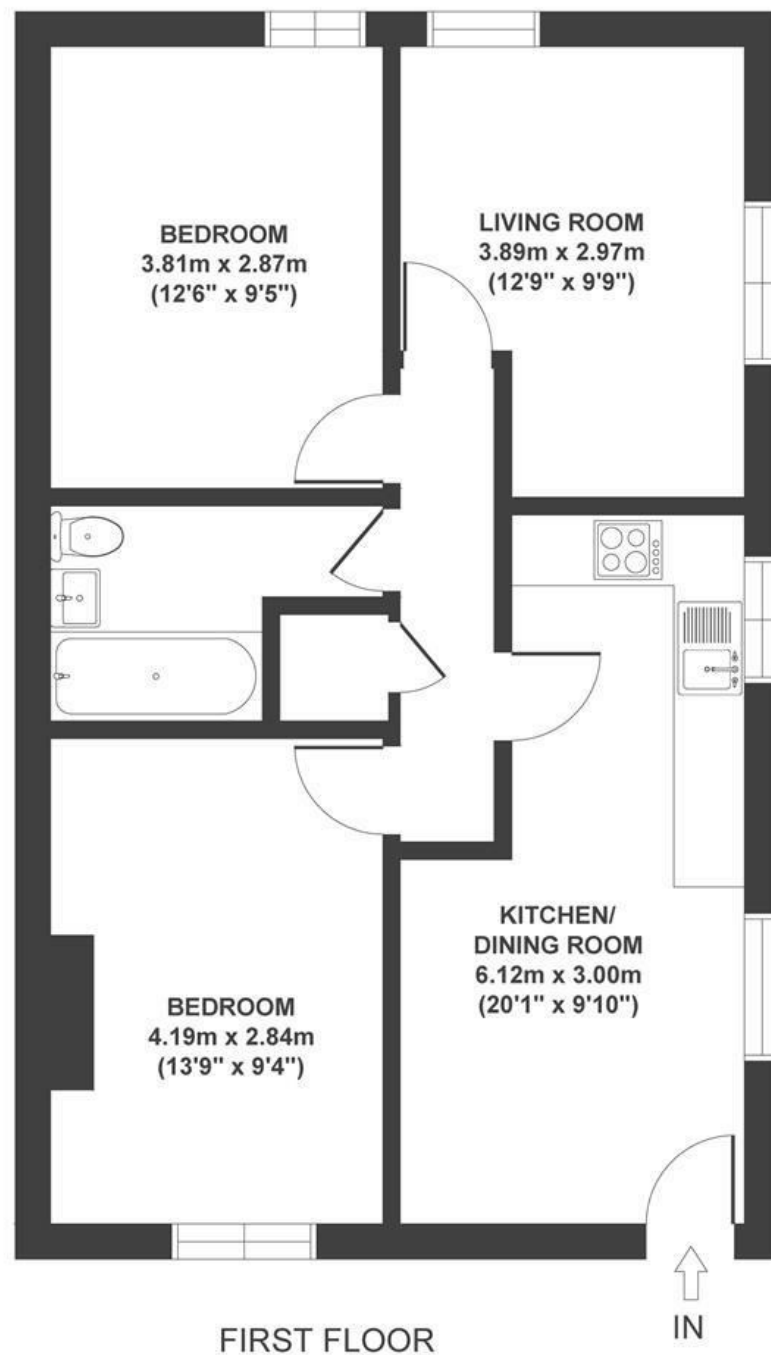 BEDROOM
3.81m x 2.87m
(12'6" x 9'5")
LIVING ROOM
3.89m x 2.97m
(12'9" x 9'9")
KITCHEN/
DINING ROOM
6.12m x 3.00m
(20'1" x 9'10")
BEDROOM
4.19m x 2.84m
(13'9" x 9'4")
FIRST FLOOR
IN